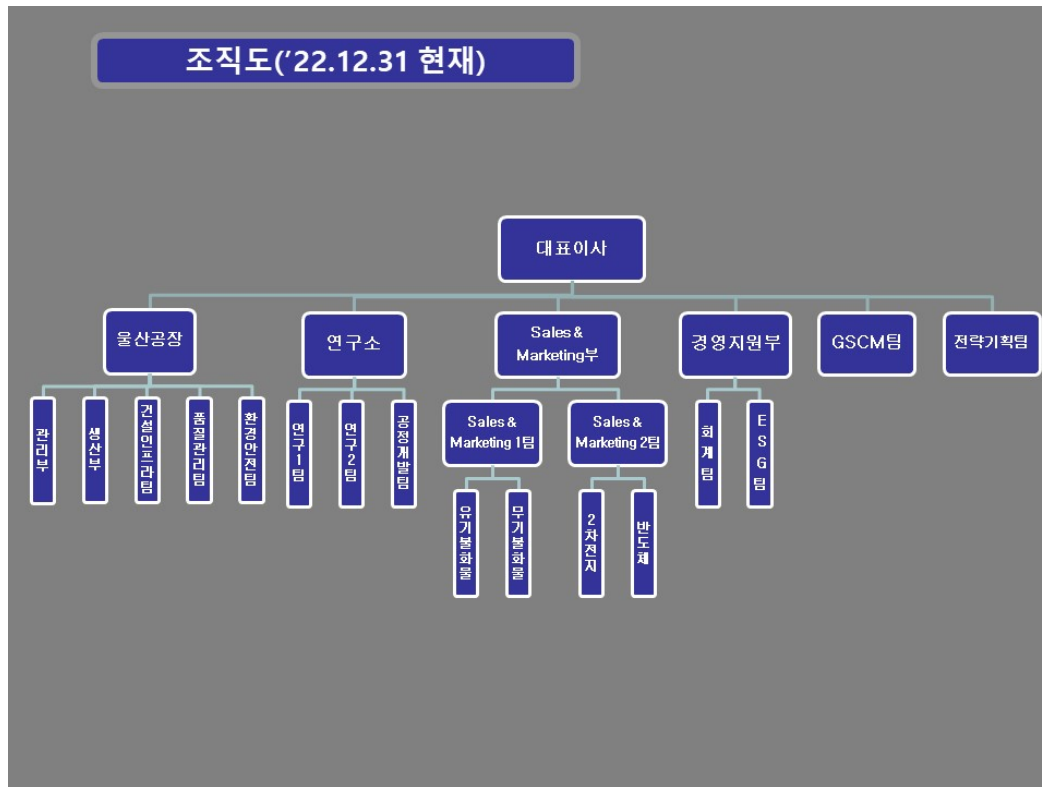 조직도('22.12.31 현재)
대표이사
울산공장
연구소
Sales &
Marketing부
경영지원부
GSCM팀
전략기획팀
관리부
생산부
건설인프라팀
품질관리팀
환경안전팀
연구1팀
연구2팀
공정개발팀
Sales &
Marketing 1팀
Sales &
Marketing 2팀
회계팀
ESG팀
유기불화물
무기불화물
2차전지
반도체